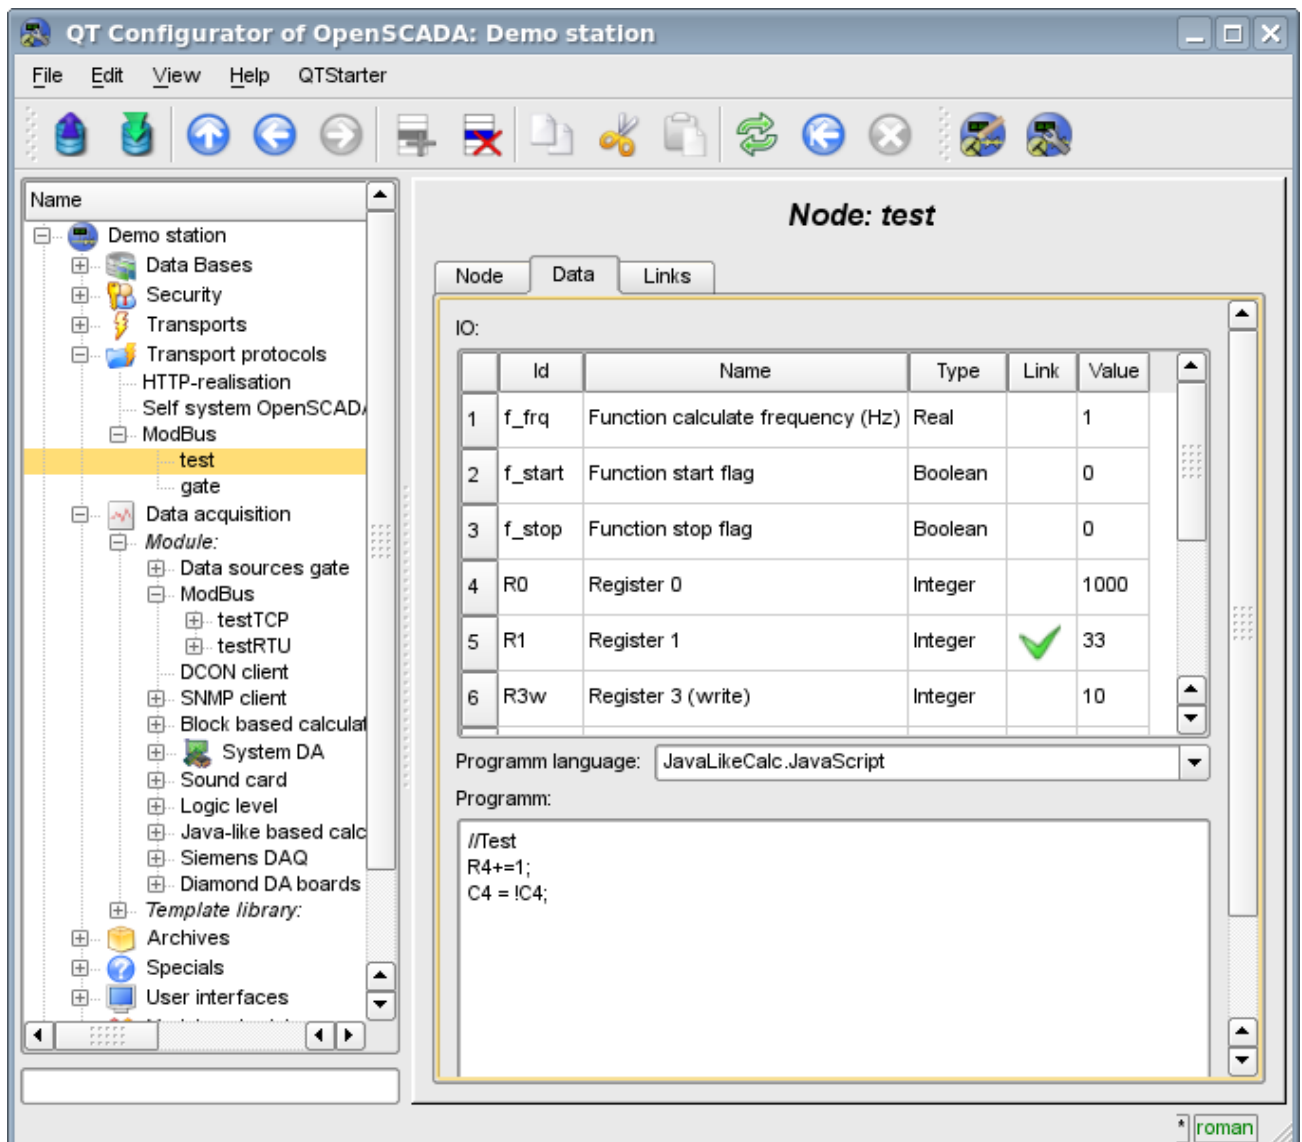 QT Configurator of OpenSCADA: Demo station
File Edit View Help QTStarter
Name
Demo station
Data Bases
Security
Transports
Transport protocols
HTTP-realisation
Self system OpenSCADA
ModBus
test
gate
Data acquisition
Module:
Data sources gate
ModBus
testTCP
testRTU
DCON client
SNMP client
Block based calculat
System DA
Sound card
Logic level
Java-like based calc
Siemens DAQ
Diamond DA boards
Template library:
Archives
Specials
User interfaces
Node: test
Node Data Links
IO:
Id Name Type Link Value
1 f_frq Function calculate frequency (Hz) Real 1
2 f_start Function start flag Boolean 0
3 f_stop Function stop flag Boolean 0
4 R0 Register 0 Integer 1000
5 R1 Register 1 Integer 33
6 R3w Register 3 (write) Integer 10
Programm language: JavaLikeCalc.JavaScript
Programm:
//Test
R4+=1;
C4 = !C4;
* roman